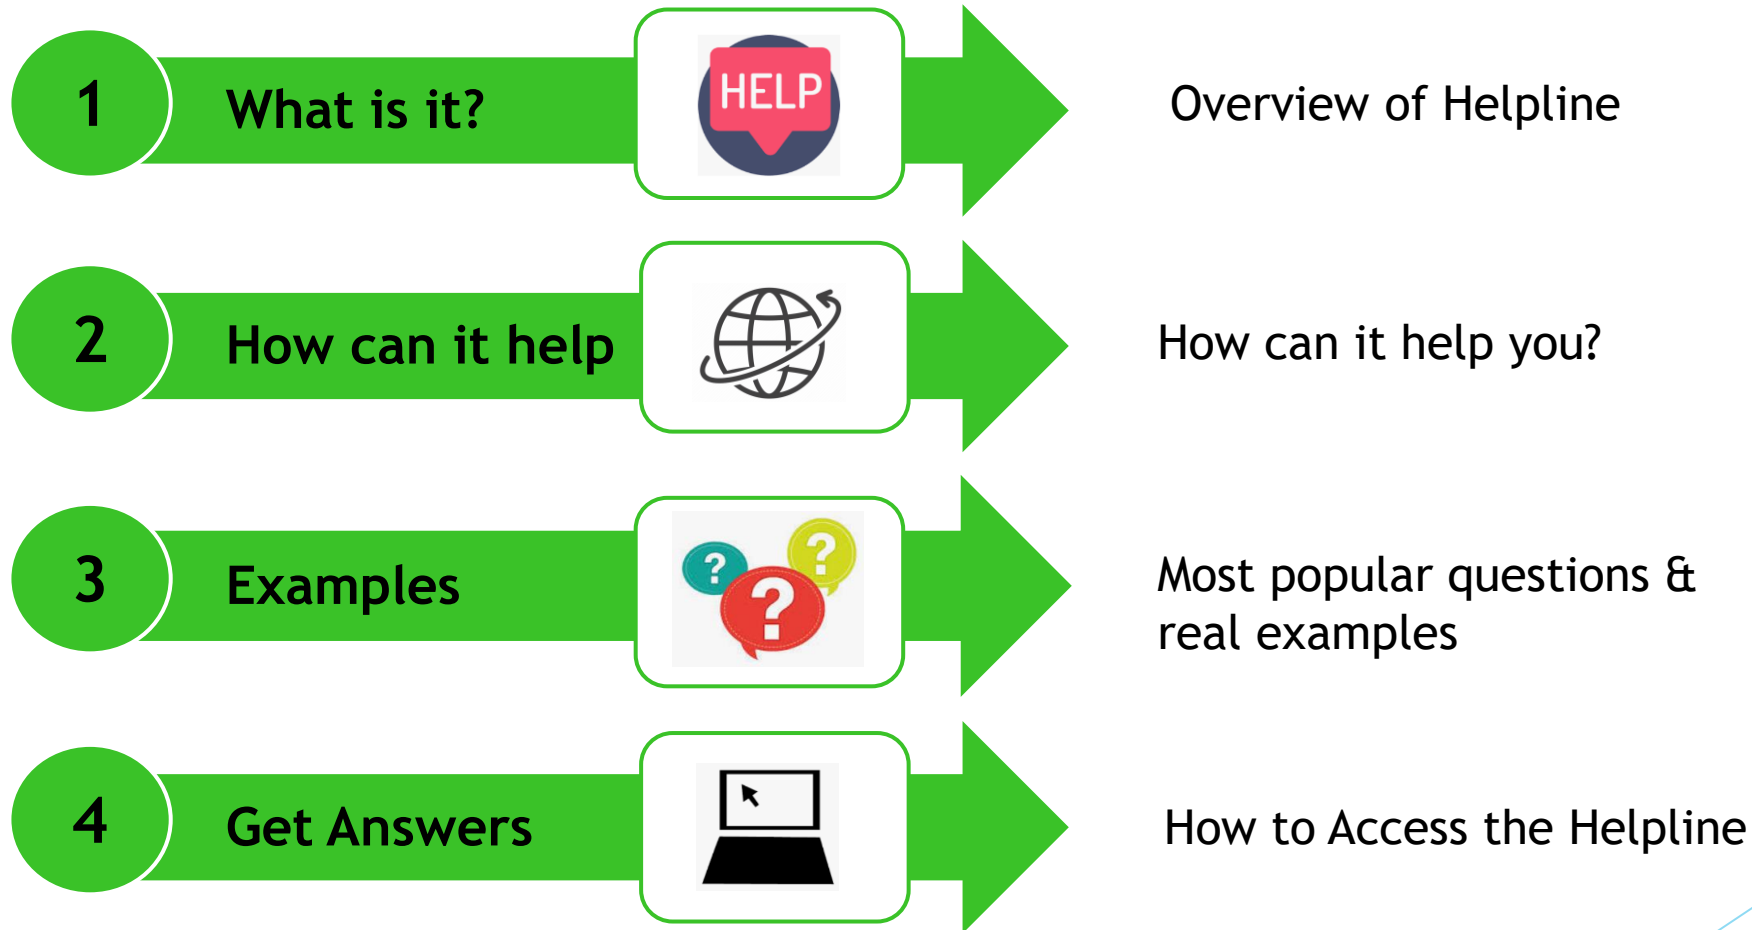 1
What is it?
HELP
Overview of Helpline
2
How can it help
How can it help you?
3
Examples
? ? ?
Most popular questions &
real examples
4
Get Answers
How to Access the Helpline